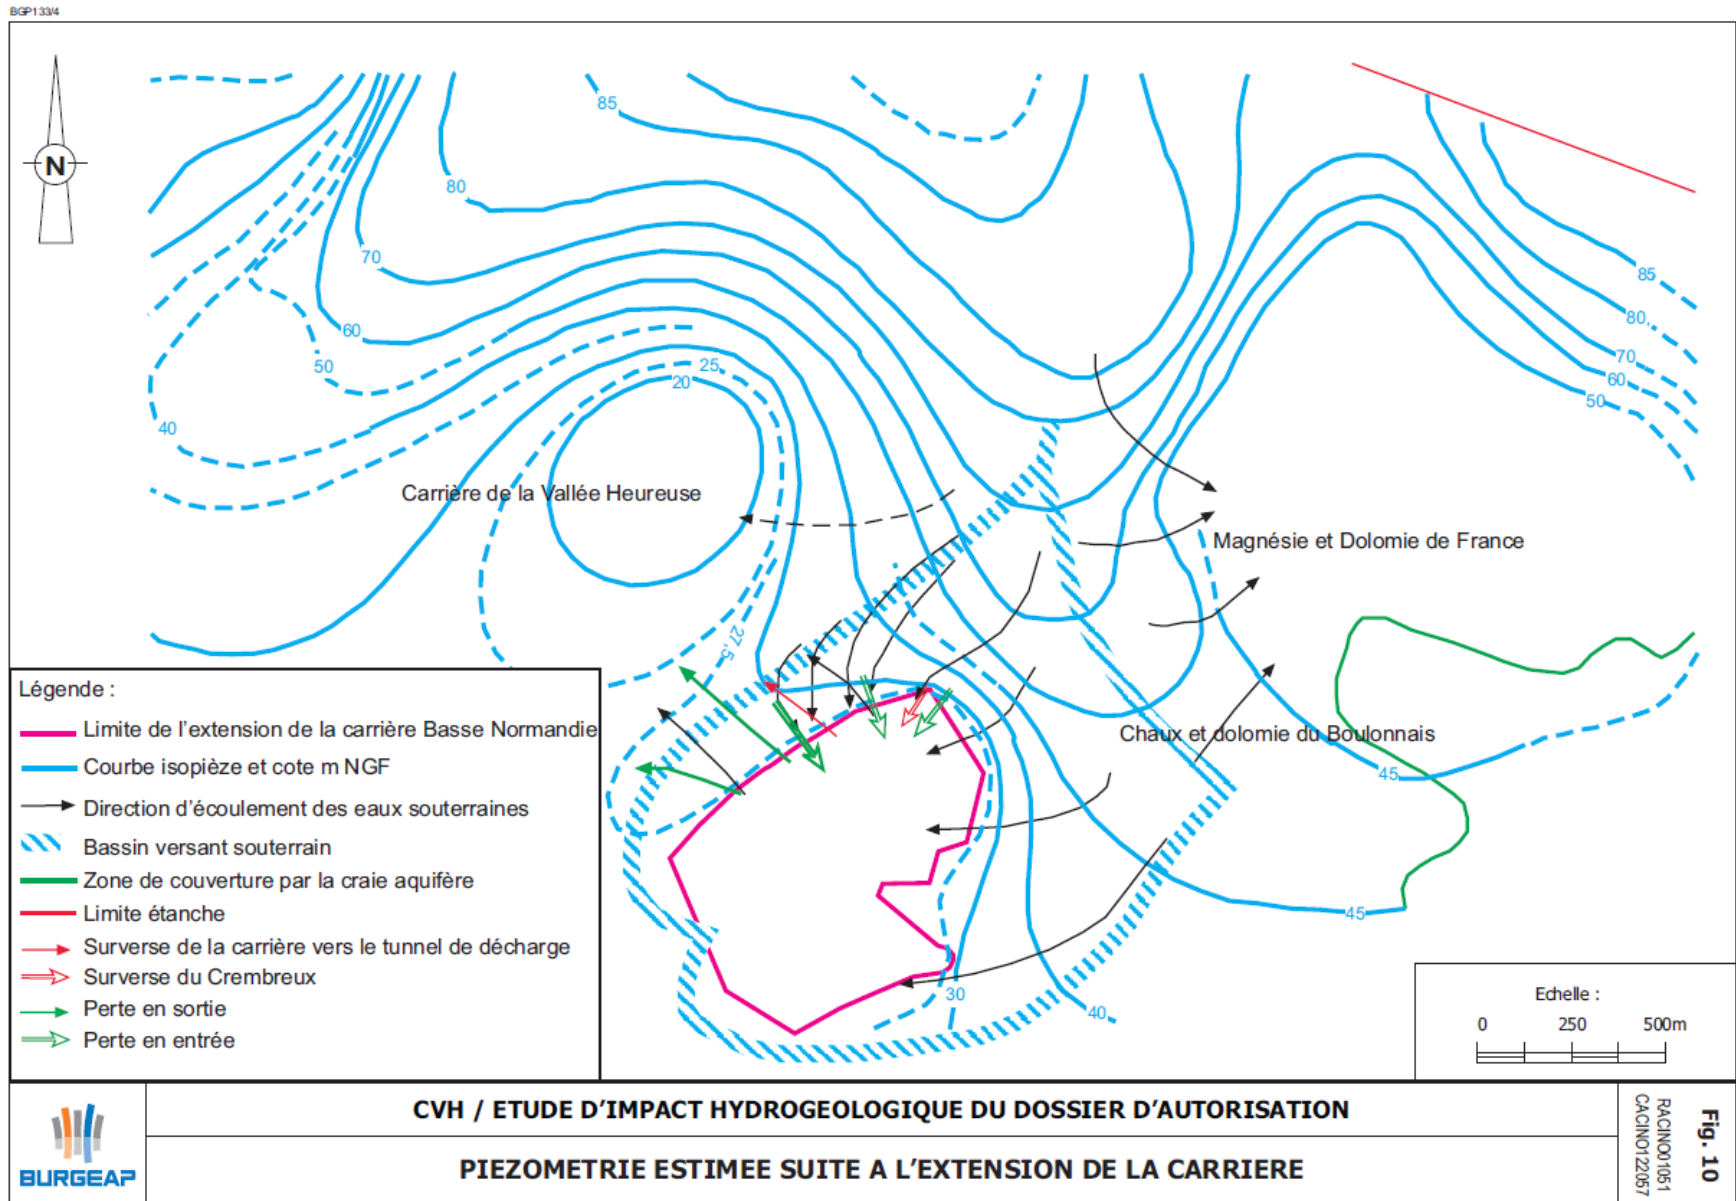 BGP133/4
N
85
80
70
60
50
40
25
20
27,5
85
80,
70
60
50
45
45
40
30
Carrière de la Vallée Heureuse
Magnésie et Dolomie de France
Chaux et dolomie du Boulonnais
Légende :
Limite de l'extension de la carrière Basse Normandie
Courbe isopièze et cote m NGF
Direction d'écoulement des eaux souterraines
Bassin versant souterrain
Zone de couverture par la craie aquifère
Limite étanche
Surverse de la carrière vers le tunnel de décharge
Surverse du Crembreux
Perte en sortie
Perte en entrée
Echelle :
0 250 500m
BURGEAP
CVH / ETUDE D'IMPACT HYDROGEOLOGIQUE DU DOSSIER D'AUTORISATION
PIEZOMETRIE ESTIMEE SUITE A L'EXTENSION DE LA CARRIERE
RACINO01051
CACINO122057
Fig. 10